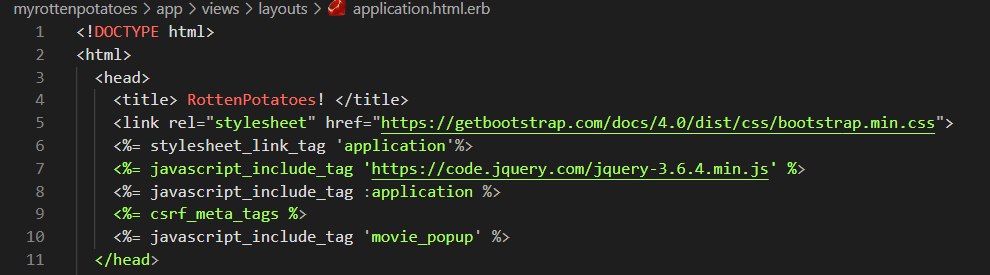 myrottenpotatoes > app > views > layouts > application.html.erb
1 <!DOCTYPE html>
2 <html>
3 <head>
4 <title> RottenPotatoes! </title>
5 <link rel="stylesheet" href="https://getbootstrap.com/docs/4.0/dist/css/bootstrap.min.css">
6 <%= stylesheet_link_tag 'application'%>
7 <%= javascript_include_tag 'https://code.jquery.com/jquery-3.6.4.min.js' %>
8 <%= javascript_include_tag :application %>
9 <%= csrf_meta_tags %>
10 <%= javascript_include_tag 'movie_popup' %>
11 </head>